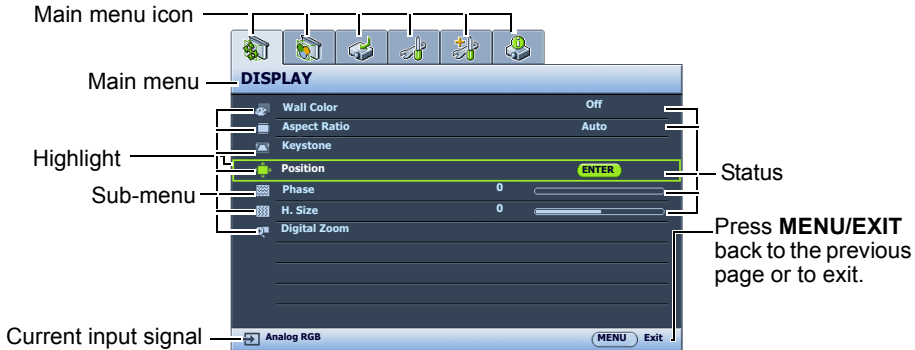 Main menu icon
Main menu
DISPLAY
Wall Color Off
Aspect Ratio Auto
Keystone
Highlight
Position ENTER
Status
Sub-menu
Phase 0
H. Size 0
Digital Zoom
Press MENU/EXIT
back to the previous
page or to exit.
Current input signal
Analog RGB
MENU Exit